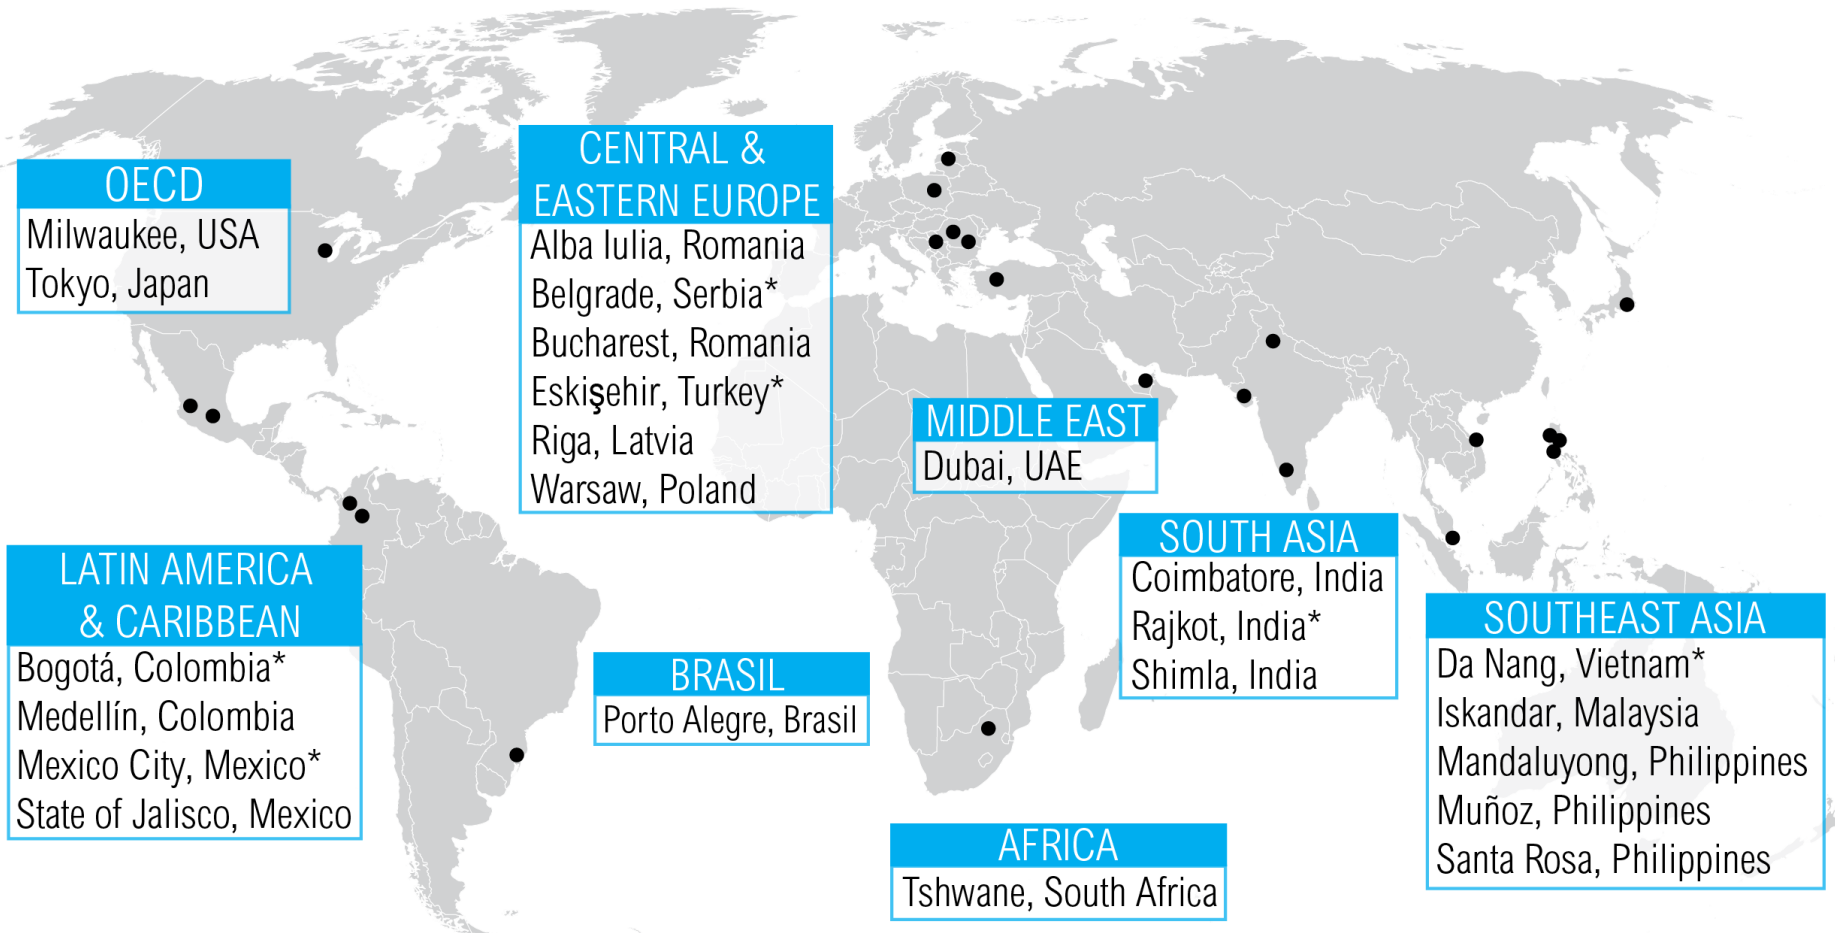 OECD
Milwaukee, USA
Tokyo, Japan
CENTRAL &
EASTERN EUROPE
Alba Iulia, Romania
Belgrade, Serbia*
Bucharest, Romania
Eskişehir, Turkey*
Riga, Latvia
Warsaw, Poland
MIDDLE EAST
Dubai, UAE
SOUTH ASIA
Coimbatore, India
Rajkot, India*
Shimla, India
LATIN AMERICA
& CARIBBEAN
Bogotá, Colombia*
Medellín, Colombia
Mexico City, Mexico*
State of Jalisco, Mexico
BRASIL
Porto Alegre, Brasil
SOUTHEAST ASIA
Da Nang, Vietnam*
Iskandar, Malaysia
Mandaluyong, Philippines
Muñoz, Philippines
Santa Rosa, Philippines
AFRICA
Tshwane, South Africa